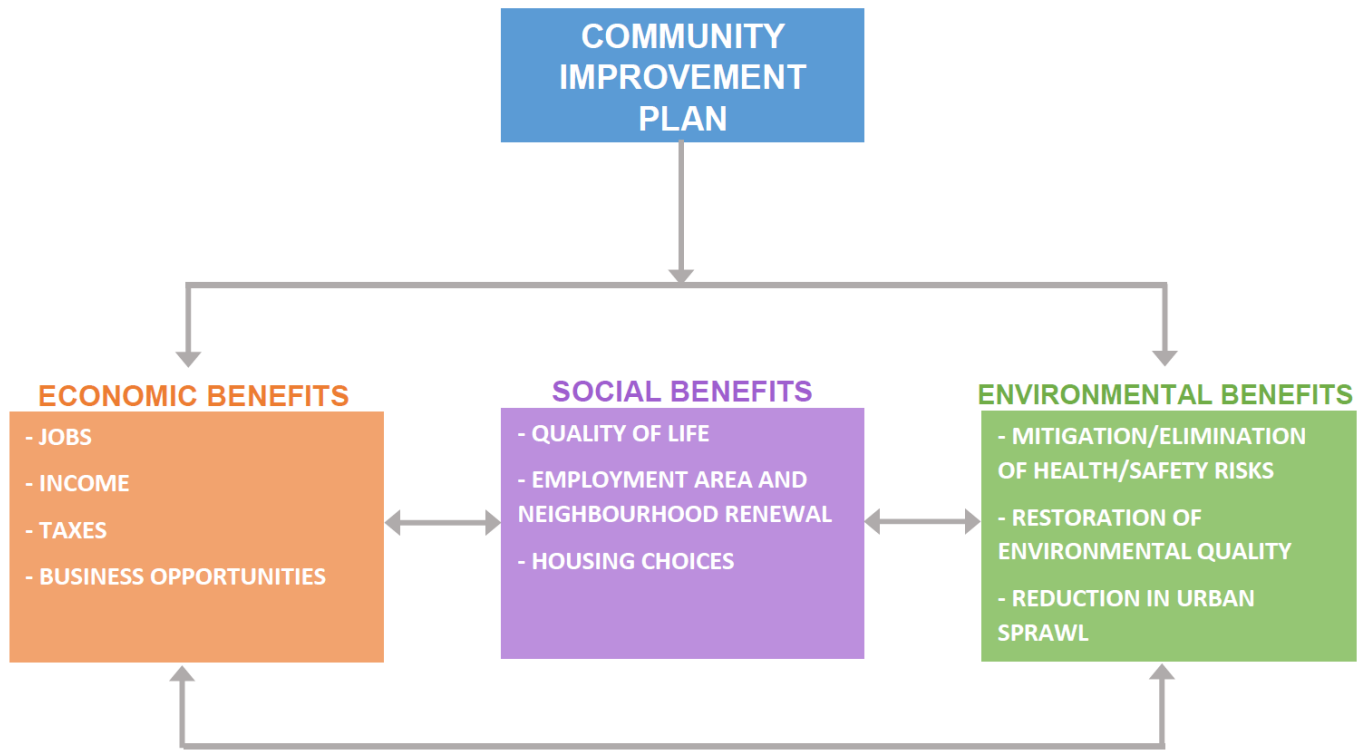 COMMUNITY
IMPROVEMENT
PLAN
ECONOMIC BENEFITS
- JOBS
- INCOME
- TAXES
- BUSINESS OPPORTUNITIES
SOCIAL BENEFITS
- QUALITY OF LIFE
- EMPLOYMENT AREA AND
NEIGHBOURHOOD RENEWAL
- HOUSING CHOICES
ENVIRONMENTAL BENEFITS
- MITIGATION/ELIMINATION
OF HEALTH/SAFETY RISKS
- RESTORATION OF
ENVIRONMENTAL QUALITY
- REDUCTION IN URBAN
SPRAWL